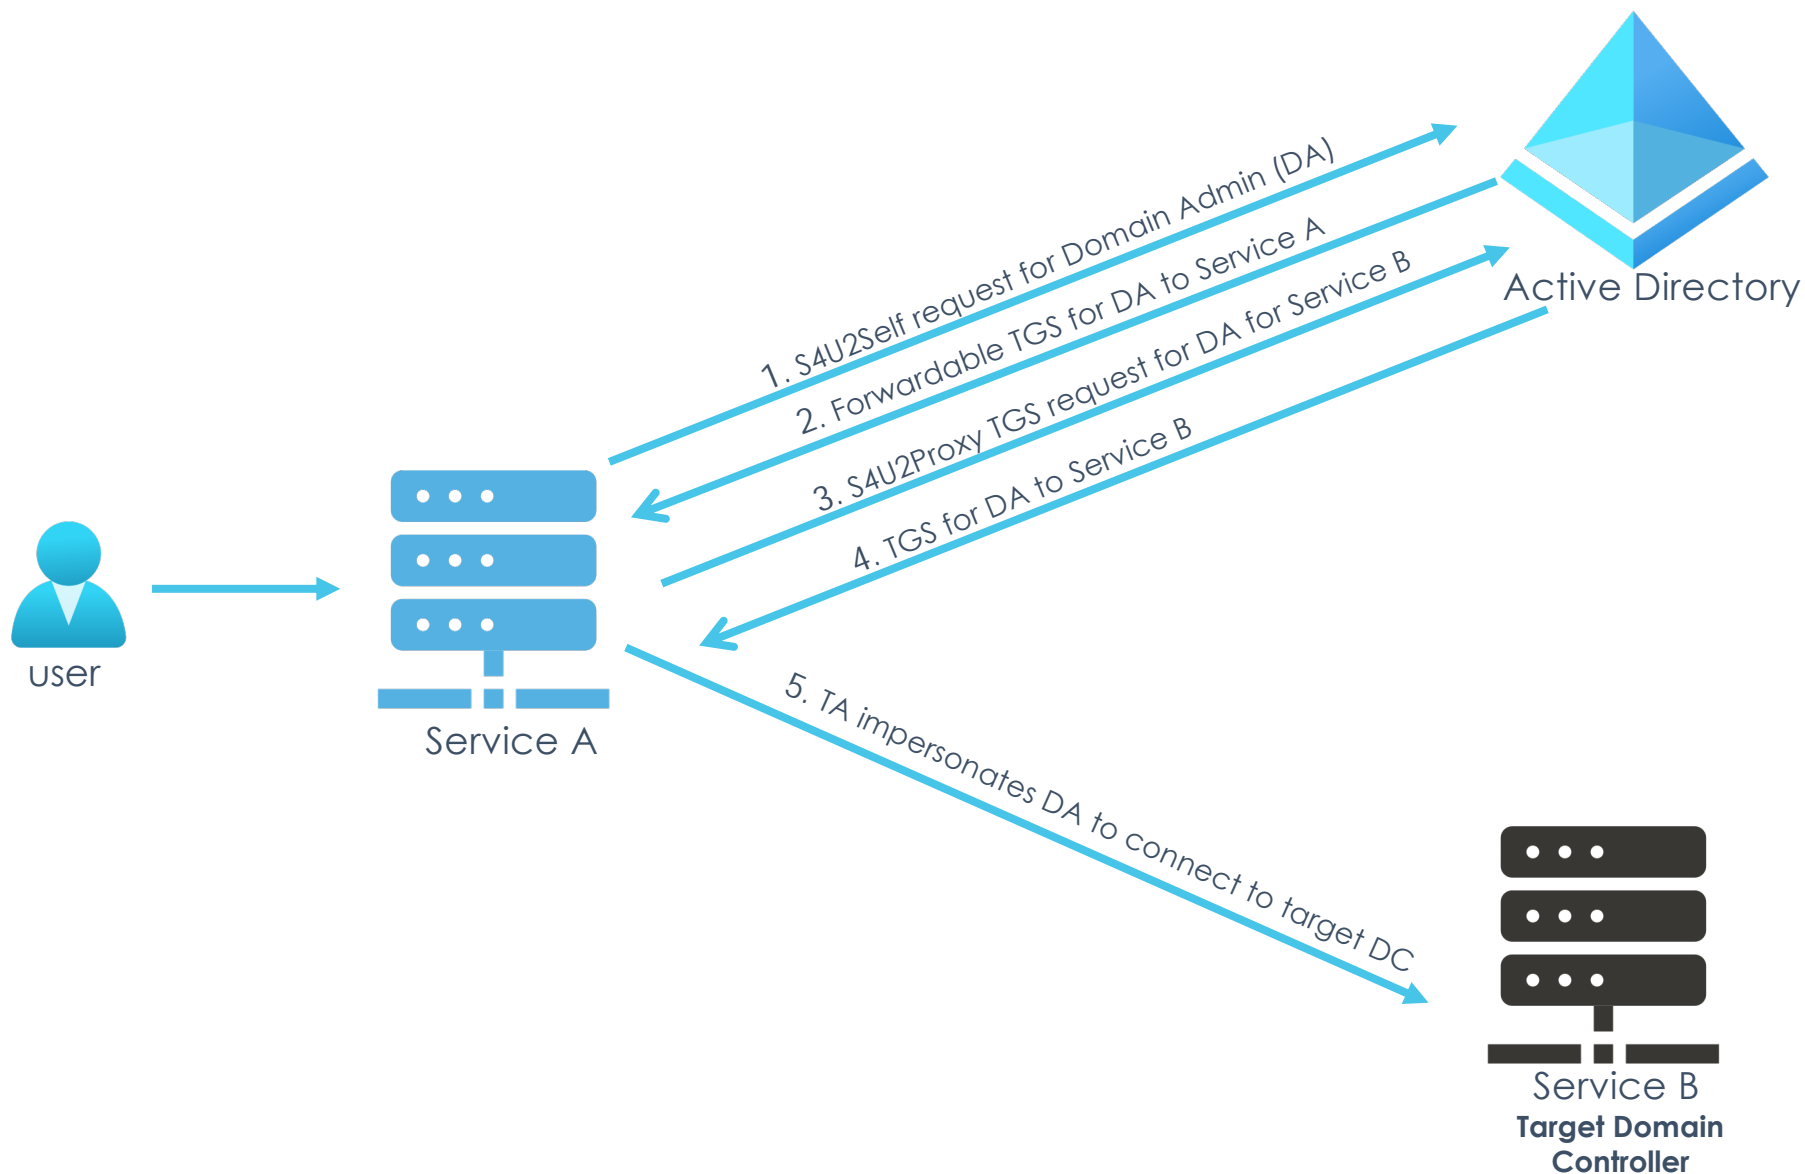 1. S4U2Self request for Domain Admin (DA)
2. Forwardable TGS for DA to Service A
3. S4U2Proxy TGS request for DA for Service B
4. TGS for DA to Service B
Active Directory
user
Service A
5. TA impersonates DA to connect to target DC
Service B
Target Domain
Controller